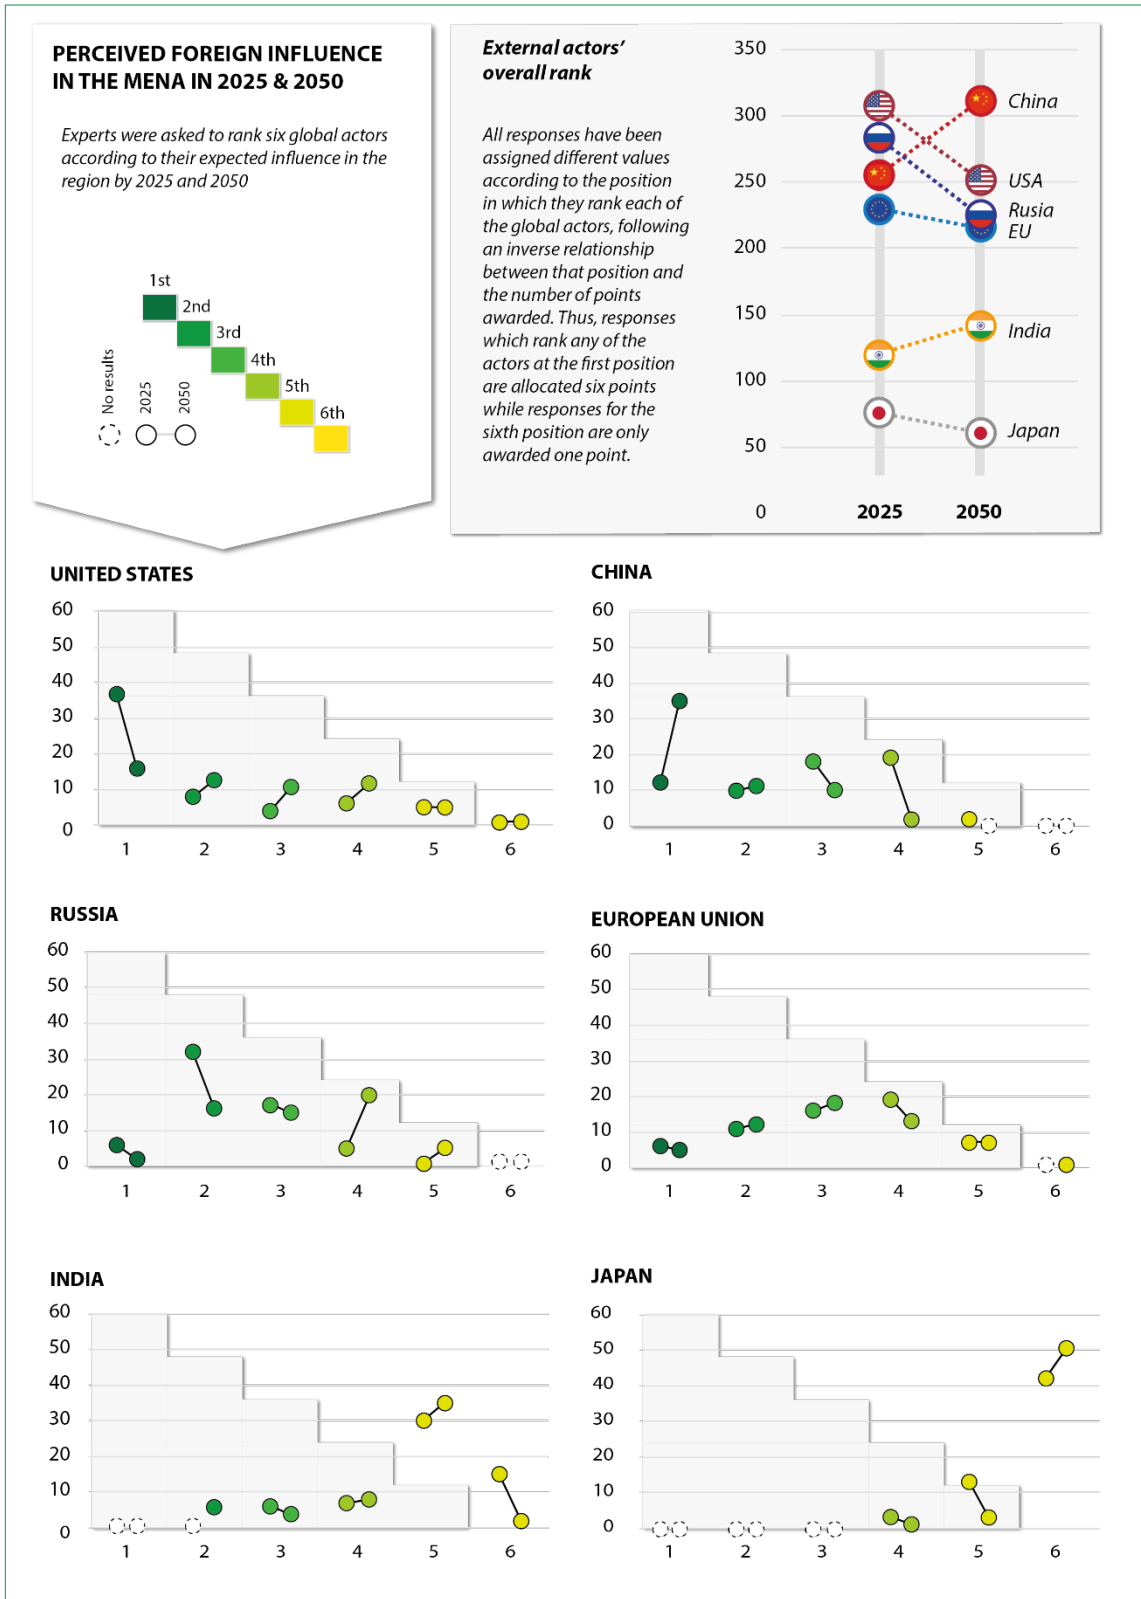 PERCEIVED FOREIGN INFLUENCE
IN THE MENA IN 2025 & 2050
Experts were asked to rank six global actors
according to their expected influence in the
region by 2025 and 2050
1st
2nd
3rd
4th
5th
6th
No results
2025
2050
External actors’
overall rank
All responses have been
assigned different values
according to the position
in which they rank each of
the global actors, following
an inverse relationship
between that position and
the number of points
awarded. Thus, responses
which rank any of the
actors at the first position
are allocated six points
while responses for the
sixth position are only
awarded one point.
350
300
250
200
150
100
50
0
2025
2050
China
USA
Rusia
EU
India
Japan
UNITED STATES
60
50
40
30
20
10
0
1
2
3
4
5
6
CHINA
60
50
40
30
20
10
0
1
2
3
4
5
6
RUSSIA
60
50
40
30
20
10
0
1
2
3
4
5
6
EUROPEAN UNION
60
50
40
30
20
10
0
1
2
3
4
5
6
INDIA
60
50
40
30
20
10
0
1
2
3
4
5
6
JAPAN
60
50
40
30
20
10
0
1
2
3
4
5
6